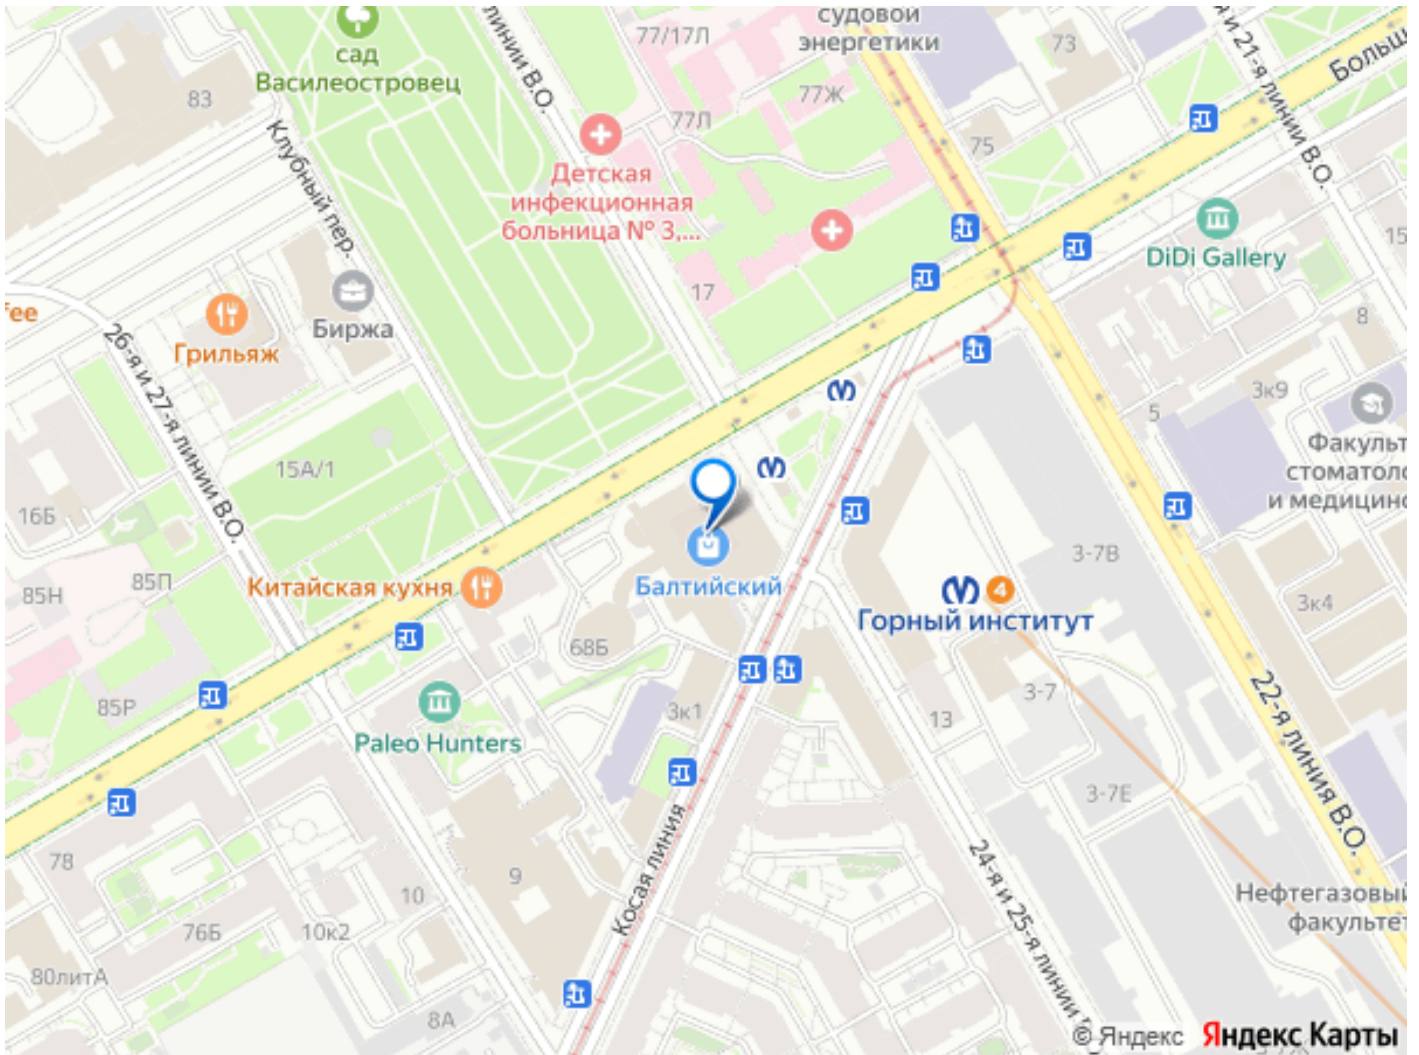 судовой
энергетики
77/17Л
73
линии В.О.
я и 21-я линии В.О.
Больш
сад
Василеостровец
83
77Ж
77Л
75
Клубный пер.
Детская
инфекционная
больница № 3,...
DiDi Gallery
15
17
fee
Грильяж
Биржа
8
26-я и 27-я линии В.О.
3к9
5
Факульт
стоматоло
и медицинс
15А/1
16Б
85П
85Н
Китайская кухня
Балтийский
4
Горный институт
3-7В
3к4
68Б
85Р
Paleo Hunters
3к1
13
3-7
22-я линия В.О.
3-7Е
78
Косая линия
24-я и 25-я линии
9
10
76Б
10к2
Нефтегазовый
факультет
80литА
8А
© Яндекс Яндекс Карты